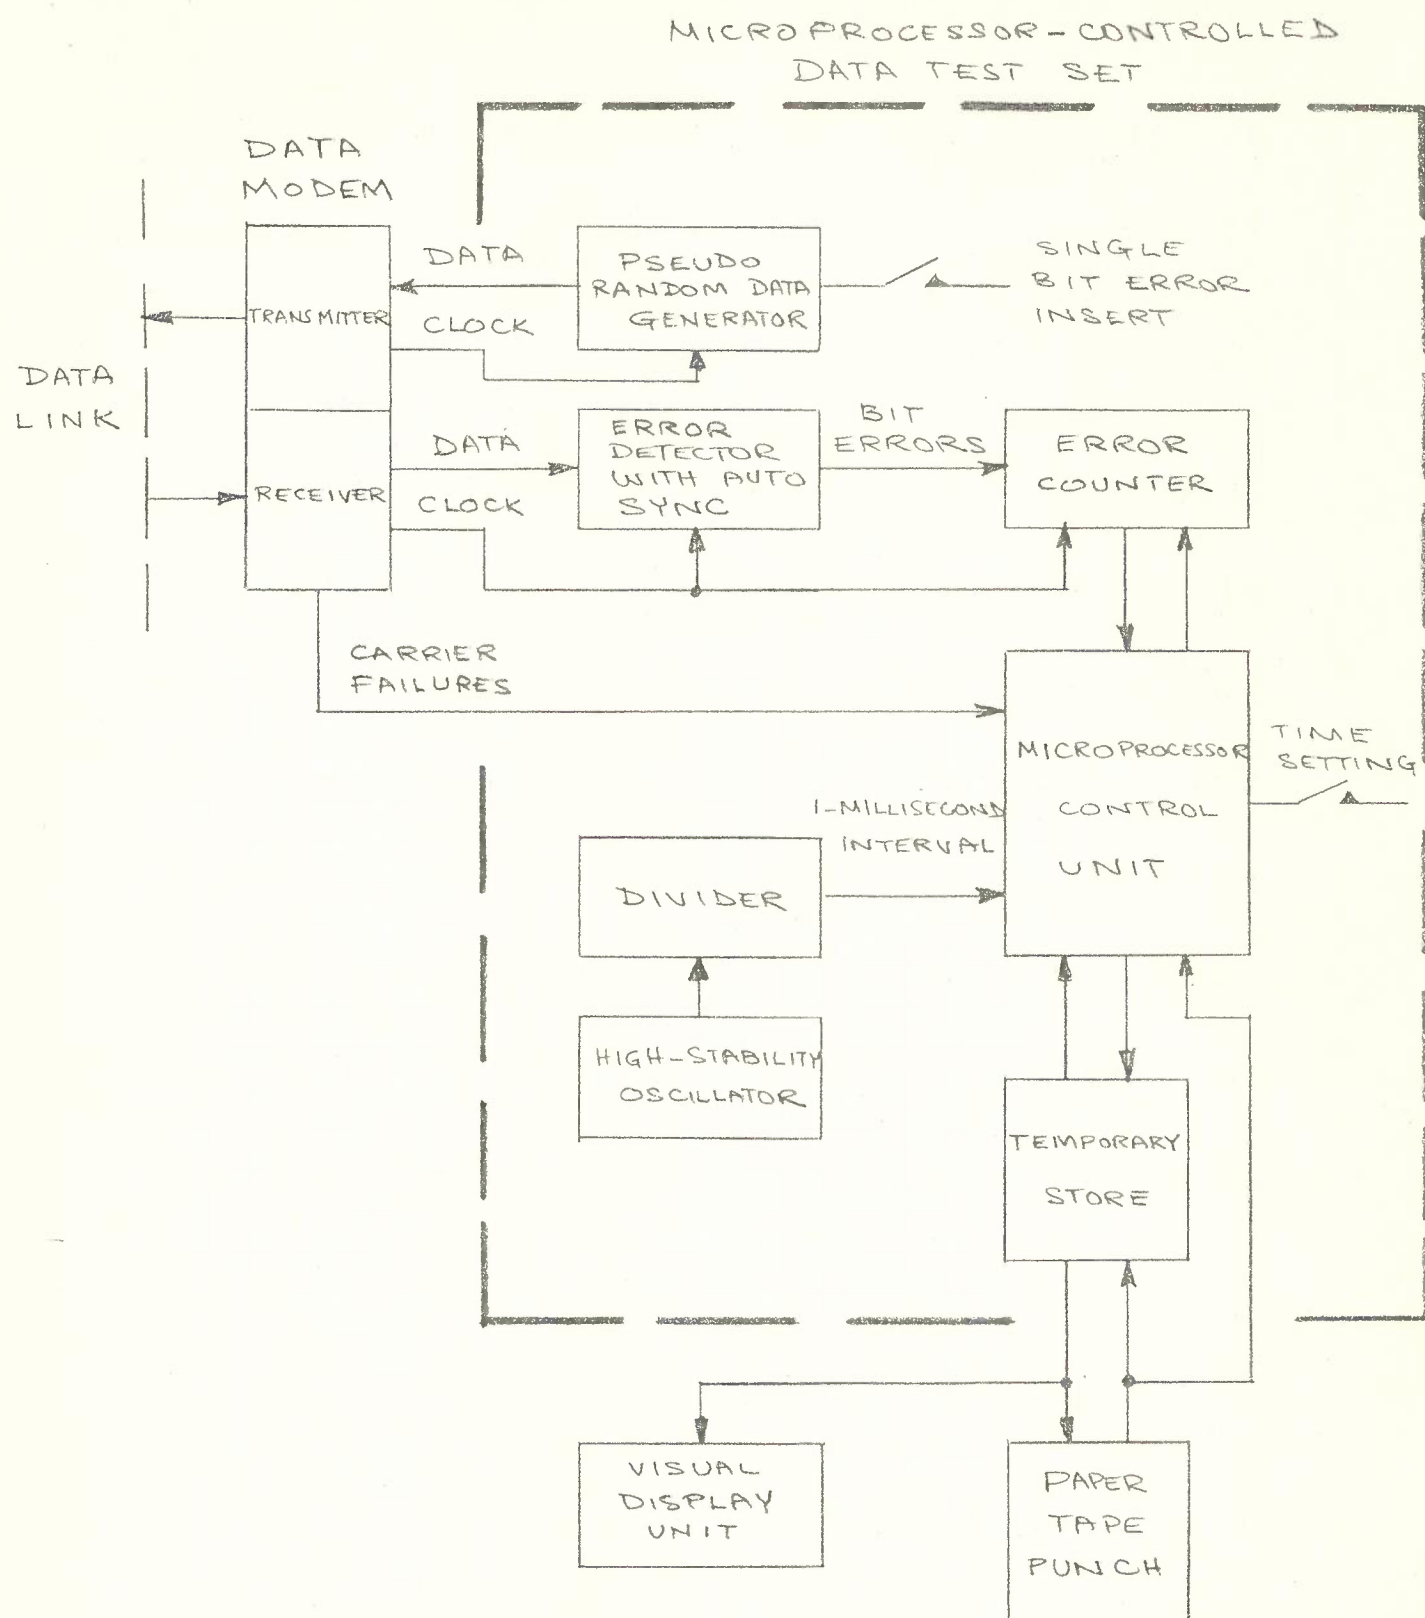 MICROPROCESSOR-CONTROLLED
DATA TEST SET
DATA
MODEM
DATA
LINK
TRANSMITTER
RECEIVER
DATA
CLOCK
PSEUDO
RANDOM DATA
GENERATOR
SINGLE
BIT ERROR
INSERT
DATA
CLOCK
ERROR
DETECTOR
WITH AUTO
SYNC
BIT
ERRORS
ERROR
COUNTER
CARRIER
FAILURES
MICROPROCESSOR
CONTROL
UNIT
TIME
SETTING
1-MILLISECOND
INTERVAL
DIVIDER
HIGH-STABILITY
OSCILLATOR
TEMPORARY
STORE
VISUAL
DISPLAY
UNIT
PAPER
TAPE
PUNCH